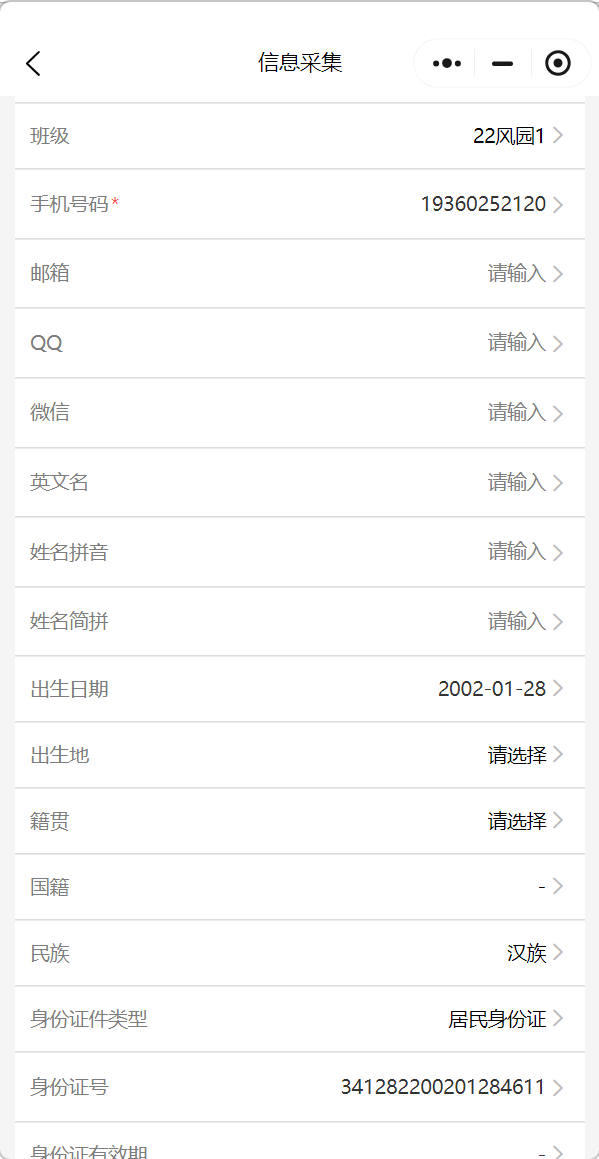 信息采集
班级 22风园1
手机号码* 19360252120
邮箱 请输入
QQ 请输入
微信 请输入
英文名 请输入
姓名拼音 请输入
姓名简拼 请输入
出生日期 2002-01-28
出生地 请选择
籍贯 请选择
国籍 -
民族 汉族
身份证件类型 居民身份证
身份证号 341282200201284611
身份证有效期 -